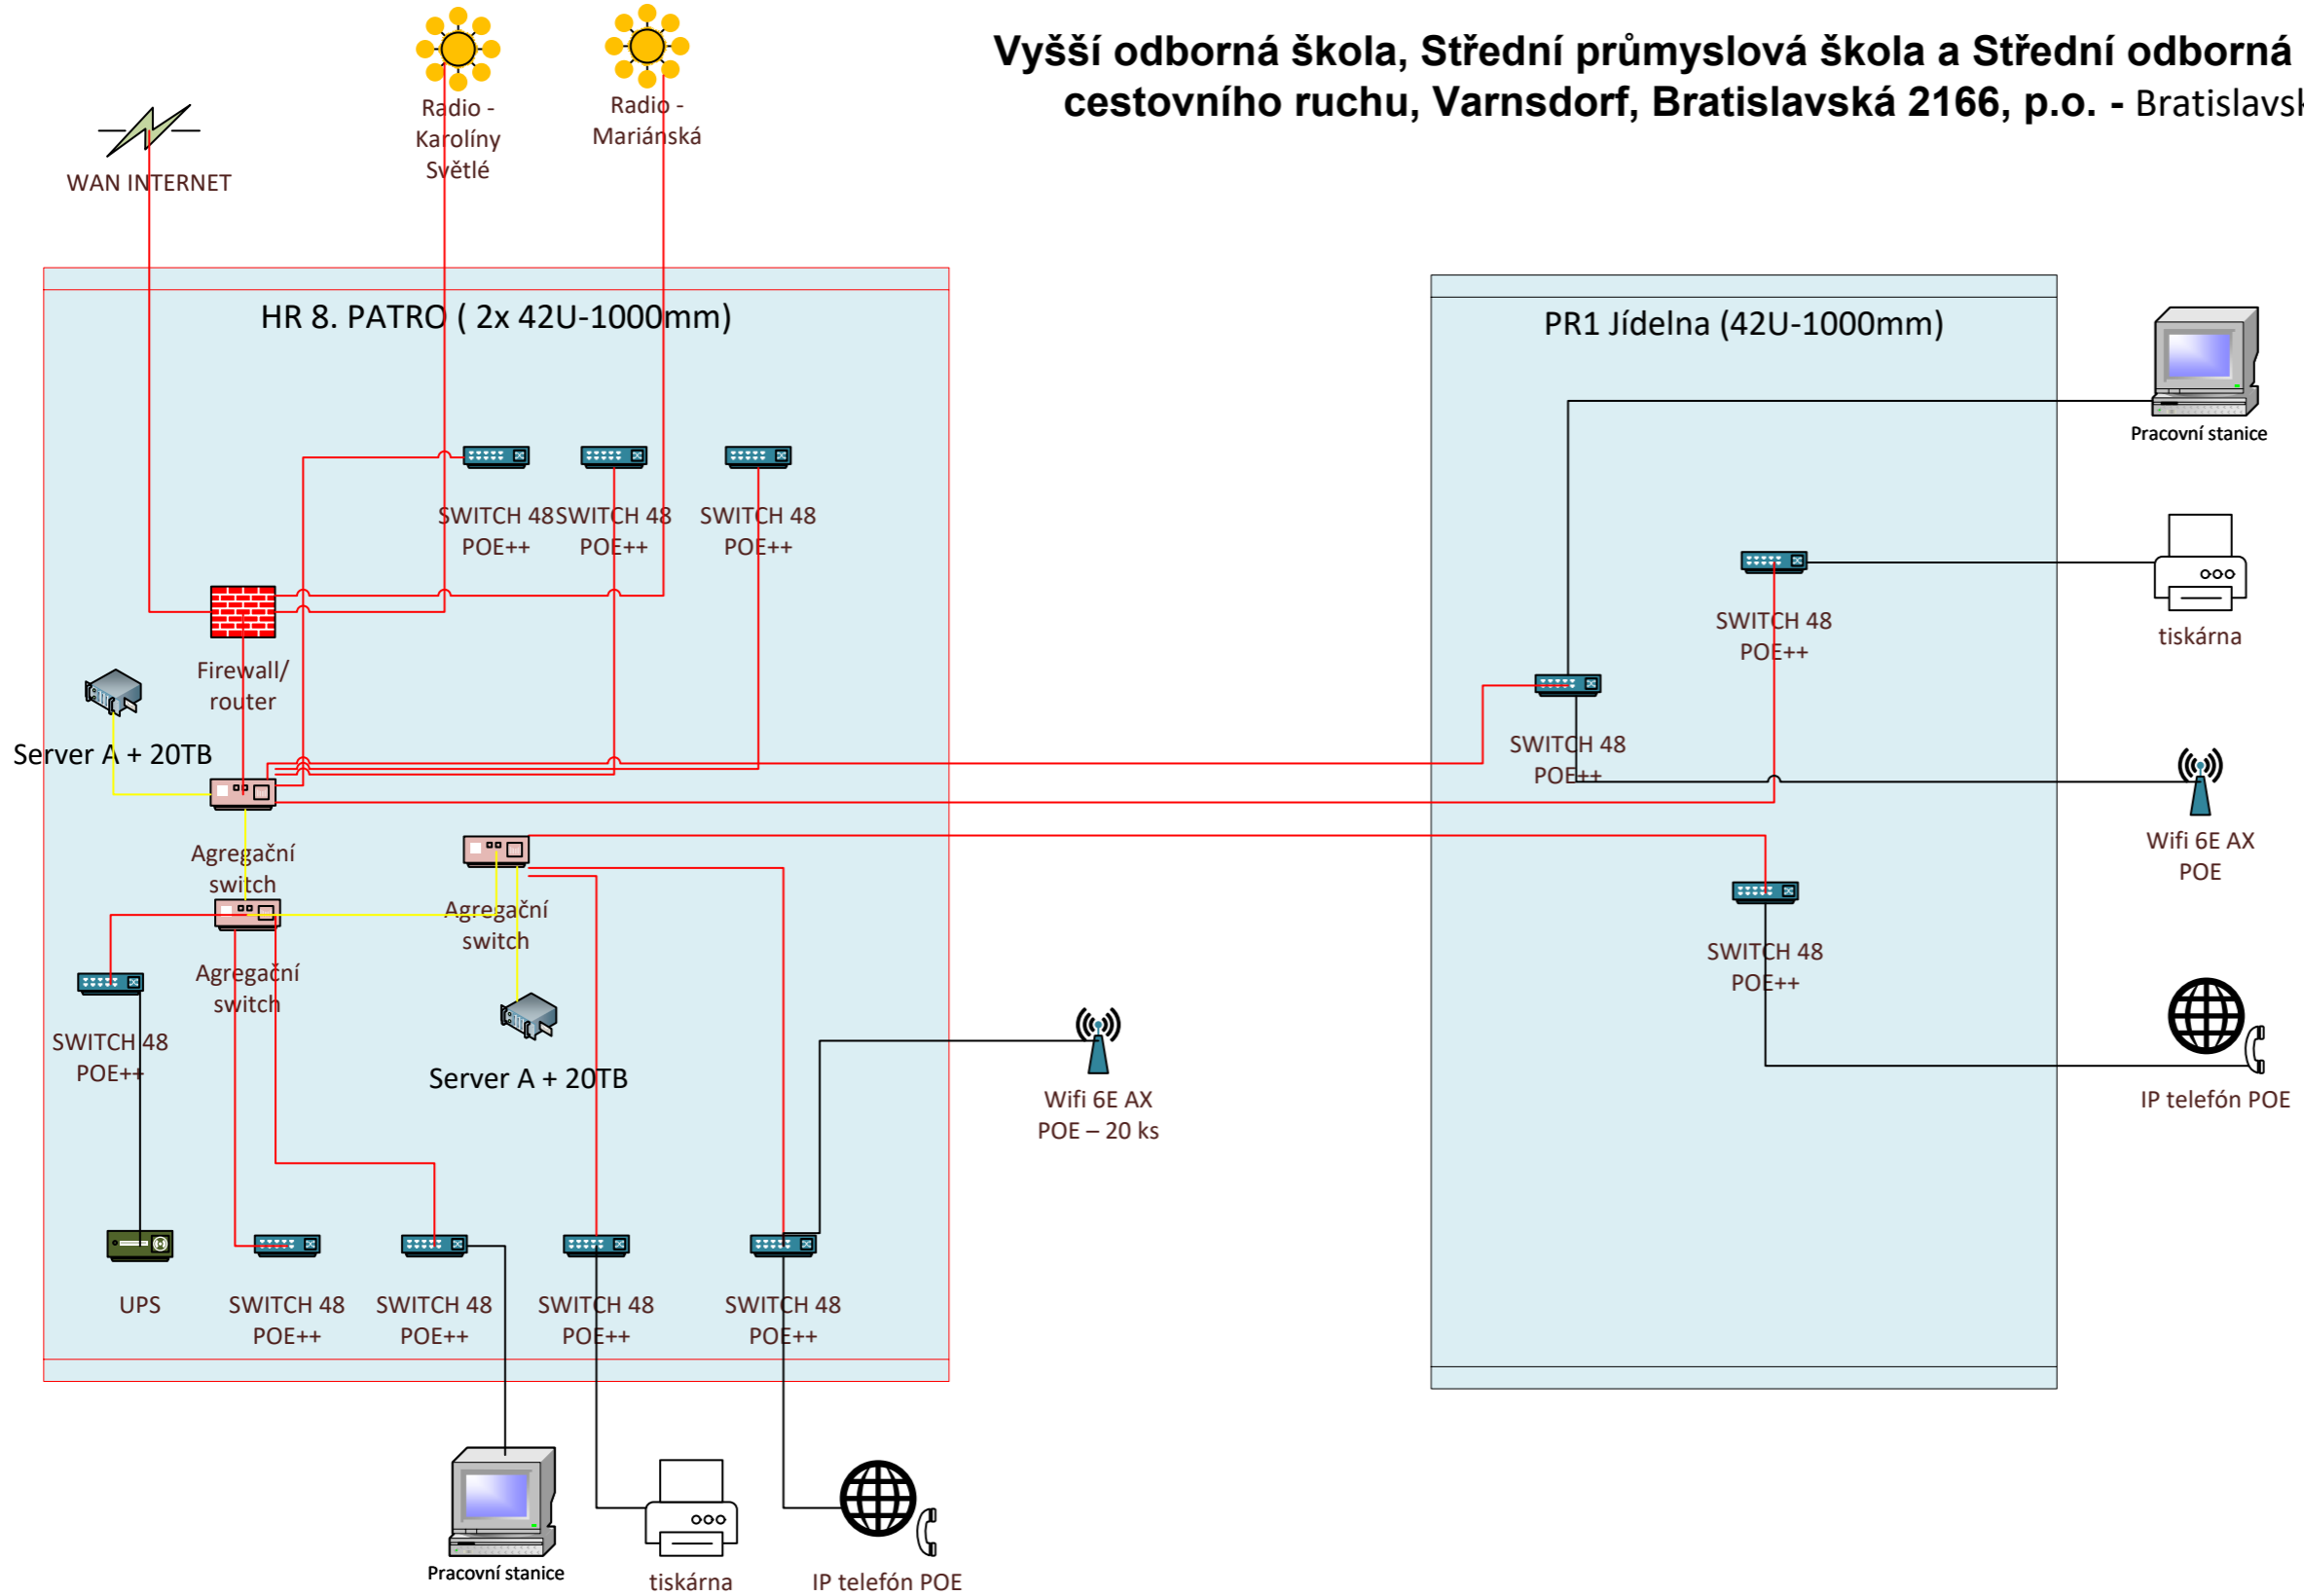 Vyšší odborná škola, Střední průmyslová škola a Střední odborná
cestovního ruchu, Varnsdorf, Bratislavská 2166, p.o. - Bratislavsk
Radio -
Karolíny
Světlé
Radio -
Mariánská
WAN INTERNET
HR 8. PATRO ( 2x 42U-1000mm)
SWITCH 48
POE++
SWITCH 48
POE++
SWITCH 48
POE++
Firewall/
router
Server A + 20TB
Agregační
switch
Agregační
switch
Agregační
switch
SWITCH 48
POE++
Server A + 20TB
UPS
SWITCH 48
POE++
SWITCH 48
POE++
SWITCH 48
POE++
SWITCH 48
POE++
Wifi 6E AX
POE – 20 ks
Pracovní stanice
tiskárna
IP telefón POE
PR1 Jídelna (42U-1000mm)
Pracovní stanice
SWITCH 48
POE++
tiskárna
SWITCH 48
POE++
Wifi 6E AX
POE
SWITCH 48
POE++
IP telefón POE